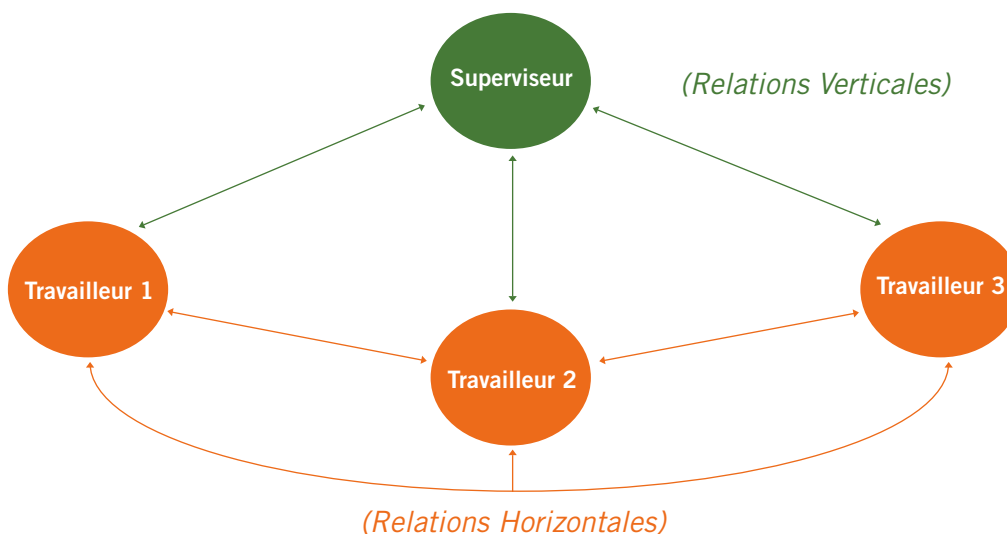 Superviseur
(Relations Verticales)
Travailleur 1
Travailleur 3
Travailleur 2
(Relations Horizontales)